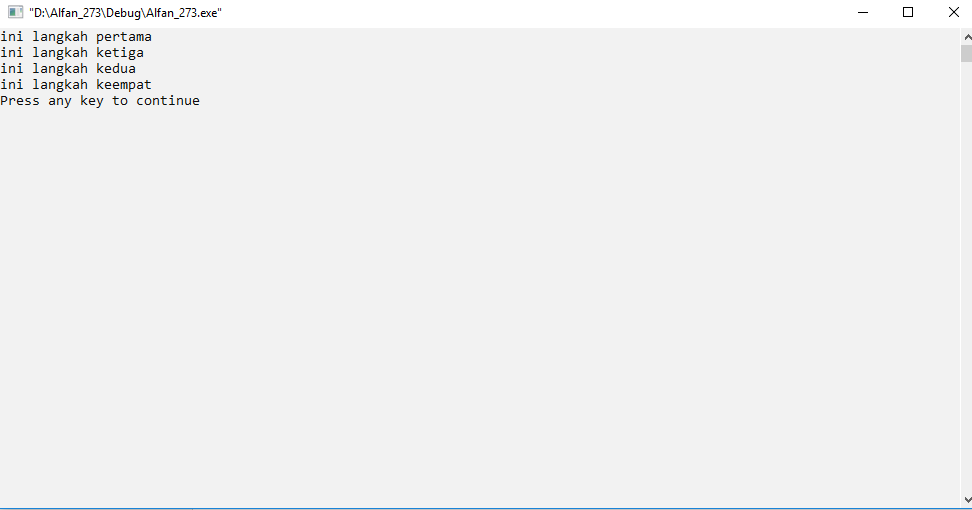 "D:\Alfan_273\Debug\Alfan_273.exe"
ini langkah pertama
ini langkah ketiga
ini langkah kedua
ini langkah keempat
Press any key to continue